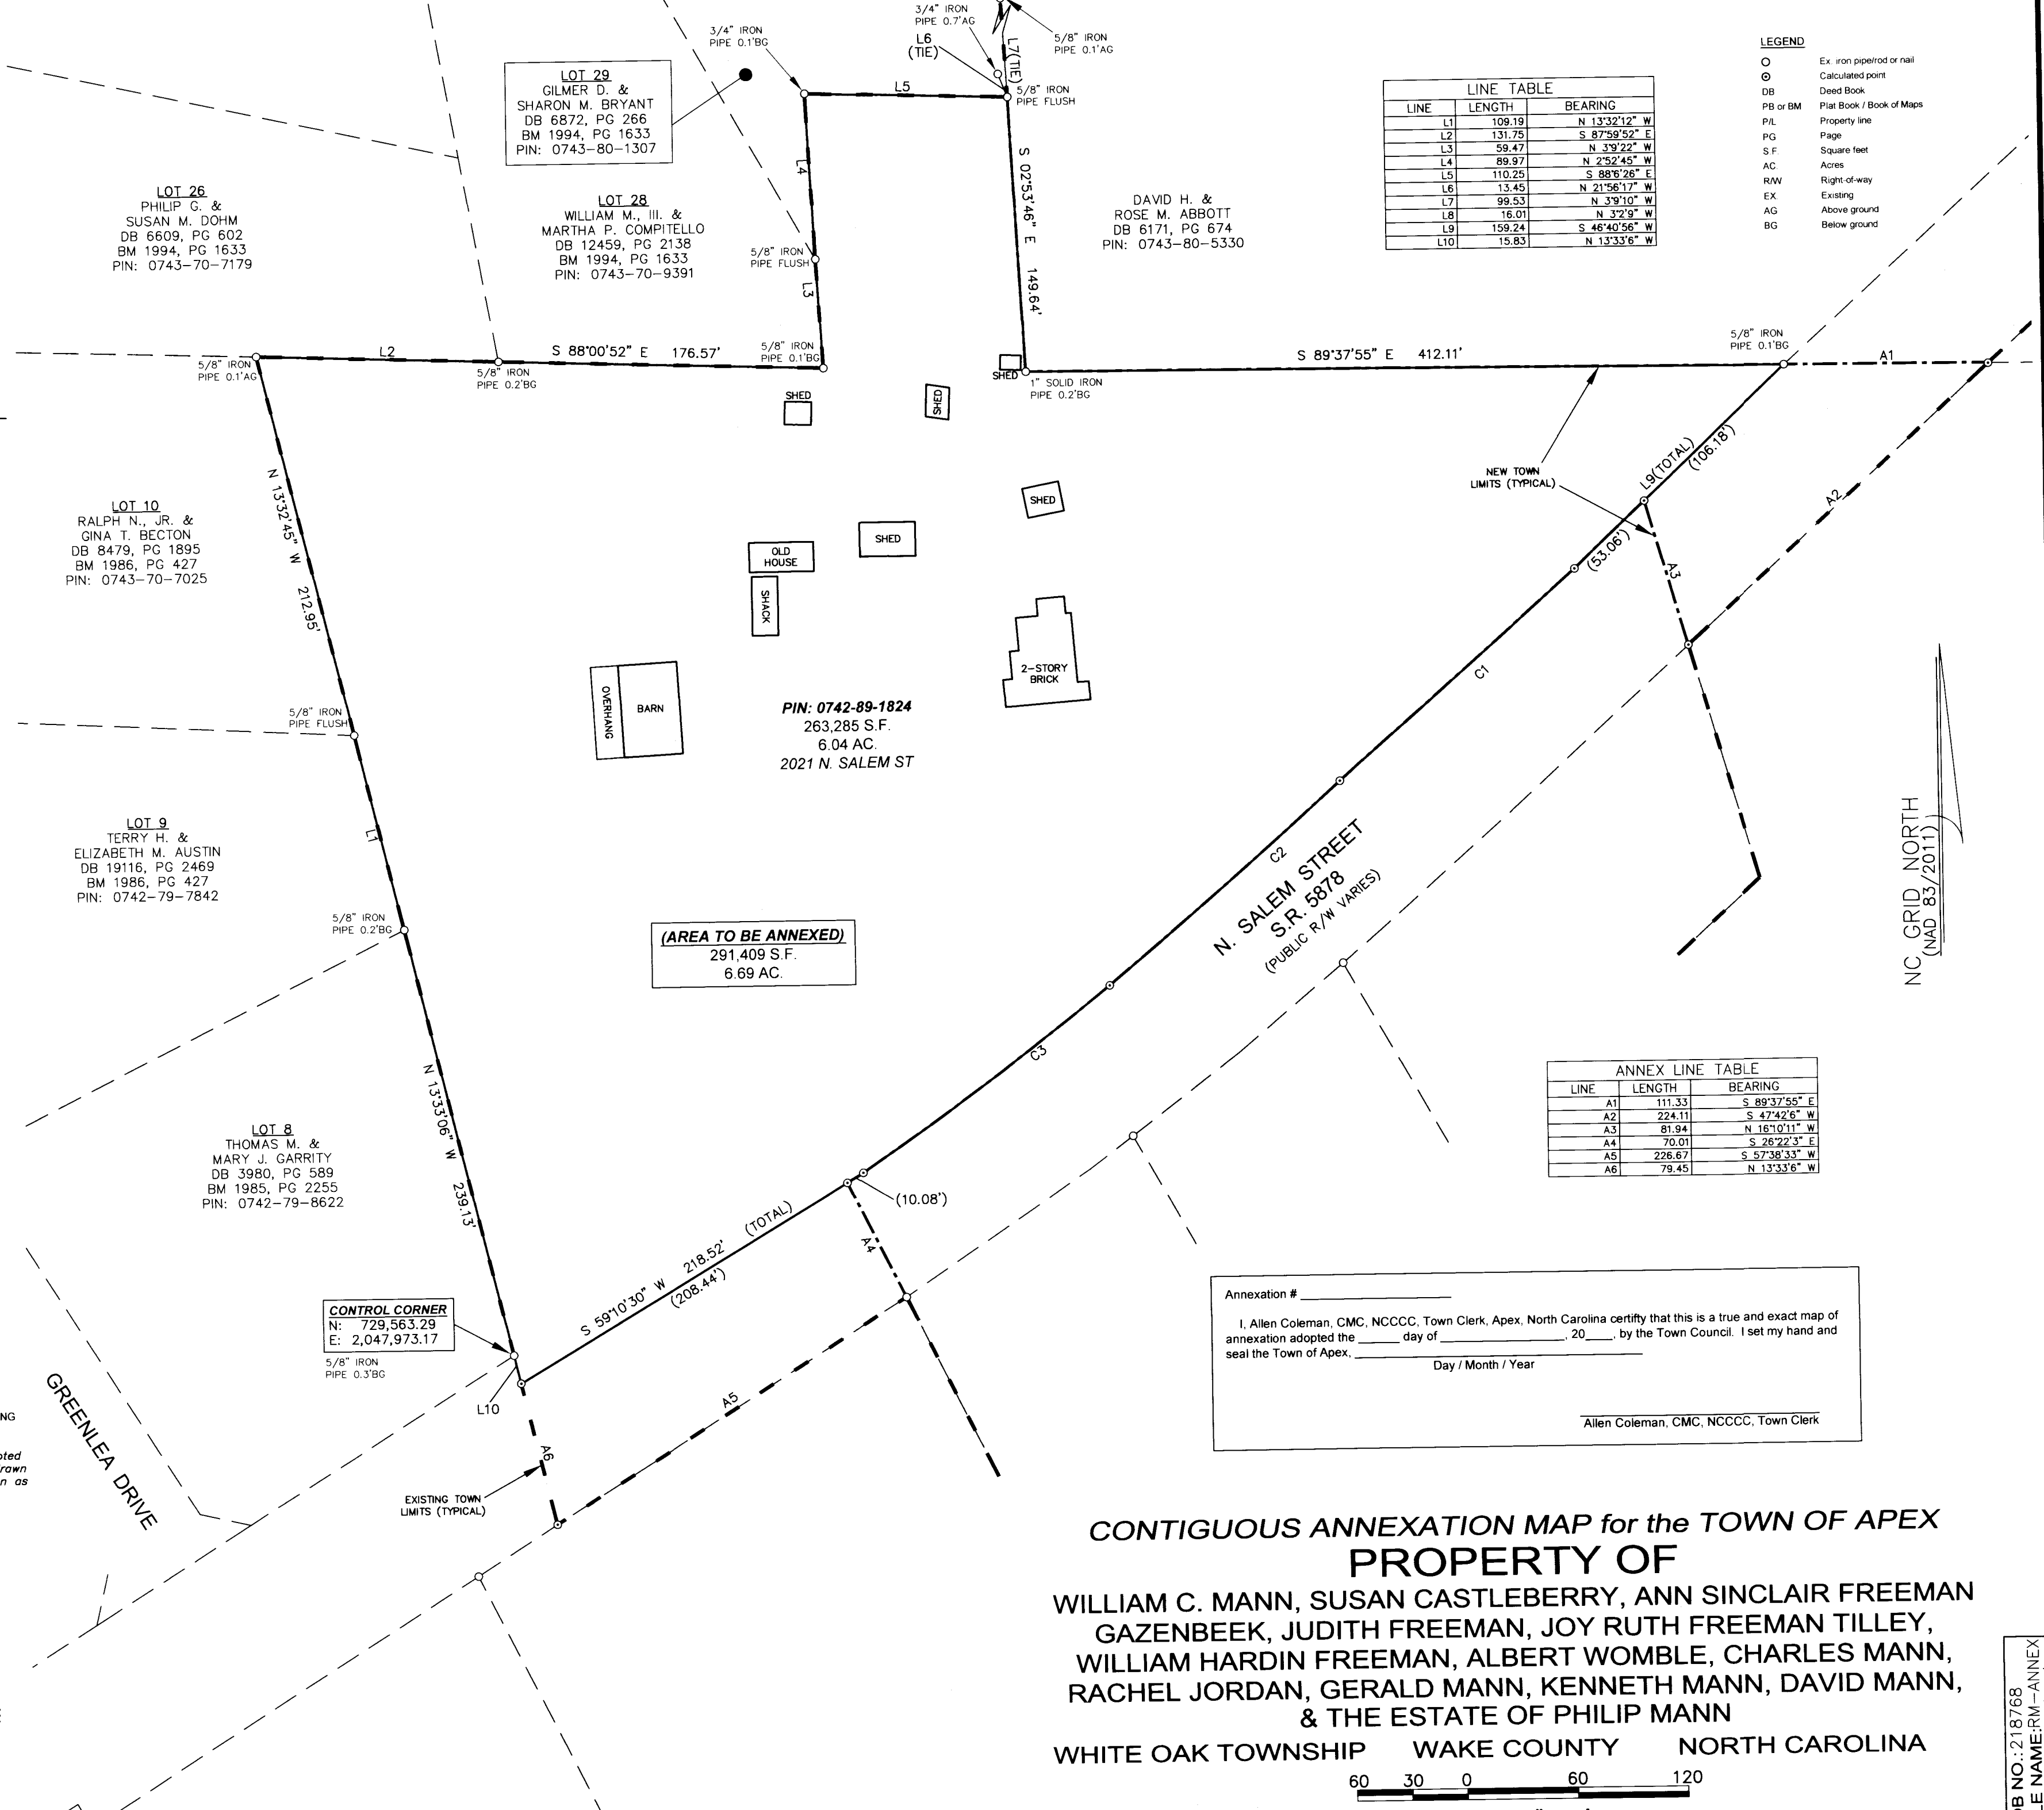 3/4" IRON
PIPE 0.7'AG
L6
(TIE)
L7(TIE)
5/8" IRON
PIPE 0.1'AG
3/4" IRON
PIPE 0.1'BG
L5
5/8" IRON
PIPE FLUSH
LOT 29
GILMER D. &
SHARON M. BRYANT
DB 6872, PG 266
BM 1994, PG 1633
PIN: 0743-80-1307
LOT 26
PHILIP G. &
SUSAN M. DOHM
DB 6609, PG 602
BM 1994, PG 1633
PIN: 0743-70-7179
LOT 28
WILLIAM M., III. &
MARTHA P. COMPITELLO
DB 12459, PG 2138
BM 1994, PG 1633
PIN: 0743-70-9391
L4
5/8" IRON
PIPE FLUSH
L3
S 02°53'46" E 149.64'
DAVID H. &
ROSE M. ABBOTT
DB 6171, PG 674
PIN: 0743-80-5330
LINE TABLE
LINE LENGTH BEARING
L1 109.19 N 13°32'12" W
L2 131.75 S 87°59'52" E
L3 59.47 N 3°9'22" W
L4 89.97 N 2°52'45" W
L5 110.25 S 88°6'26" E
L6 13.45 N 21°56'17" W
L7 99.53 N 3°9'10" W
L8 16.01 N 3°2'9" W
L9 159.24 S 46°40'56" W
L10 15.83 N 13°33'6" W
LEGEND
Ex. iron pipe/rod or nail
Calculated point
DB Deed Book
PB or BM Plat Book / Book of Maps
P/L Property line
PG Page
S.F. Square feet
AC. Acres
R/W Right-of-way
EX Existing
AG Above ground
BG Below ground
L2
5/8" IRON
PIPE 0.1'AG
5/8" IRON
PIPE 0.2'BG
S 88°00'52" E 176.57'
5/8" IRON
PIPE 0.1'BG
SHED
SHED
SHED
1" SOLID IRON
PIPE 0.2'BG
S 89°37'55" E 412.11'
5/8" IRON
PIPE 0.1'BG
A1
NEW TOWN
LIMITS (TYPICAL)
L9(TOTAL)
(106.18')
(53.06')
A2
A3
LOT 10
RALPH N., JR. &
GINA T. BECTON
DB 8479, PG 1895
BM 1986, PG 427
PIN: 0743-70-7025
N 13°32'45" W 212.95'
SHED
SHED
OLD
HOUSE
SHACK
2-STORY
BRICK
OVERHANG
BARN
PIN: 0742-89-1824
263,285 S.F.
6.04 AC.
2021 N. SALEM ST
C1
5/8" IRON
PIPE FLUSH
L1
LOT 9
TERRY H. &
ELIZABETH M. AUSTIN
DB 19116, PG 2469
BM 1986, PG 427
PIN: 0742-79-7842
5/8" IRON
PIPE 0.2'BG
C2
N. SALEM STREET
S.R. 5878
(PUBLIC R/W VARIES)
NC GRID NORTH
(NAD 83/2011)
(AREA TO BE ANNEXED)
291,409 S.F.
6.69 AC.
C3
N 13°33'06" W 239.13'
ANNEX LINE TABLE
LINE LENGTH BEARING
A1 111.33 S 89°37'55" E
A2 224.11 S 47°42'6" W
A3 81.94 N 16°10'11" W
A4 70.01 S 26°22'3" E
A5 226.67 S 57°38'33" W
A6 79.45 N 13°33'6" W
LOT 8
THOMAS M. &
MARY J. GARRITY
DB 3980, PG 589
BM 1985, PG 2255
PIN: 0742-79-8622
(10.08')
A4
S 59°10'30" W 218.52' (TOTAL)
(208.44')
CONTROL CORNER
N: 729,563.29
E: 2,047,973.17
5/8" IRON
PIPE 0.3'BG
L10
A5
A6
EXISTING TOWN
LIMITS (TYPICAL)
GREENLEA DRIVE
NG
oted
rawn
n as
Annexation #
I, Allen Coleman, CMC, NCCCC, Town Clerk, Apex, North Carolina certify that this is a true and exact map of
annexation adopted the ______ day of ____________________, 20____, by the Town Council. I set my hand and
seal the Town of Apex, ____________________
Day / Month / Year
Allen Coleman, CMC, NCCCC, Town Clerk
CONTIGUOUS ANNEXATION MAP for the TOWN OF APEX
PROPERTY OF
WILLIAM C. MANN, SUSAN CASTLEBERRY, ANN SINCLAIR FREEMAN
GAZENBEEK, JUDITH FREEMAN, JOY RUTH FREEMAN TILLEY,
WILLIAM HARDIN FREEMAN, ALBERT WOMBLE, CHARLES MANN,
RACHEL JORDAN, GERALD MANN, KENNETH MANN, DAVID MANN,
& THE ESTATE OF PHILIP MANN
WHITE OAK TOWNSHIP WAKE COUNTY NORTH CAROLINA
60 30 0 60 120
OB NO.:218768
E NAME:RM-ANNEX